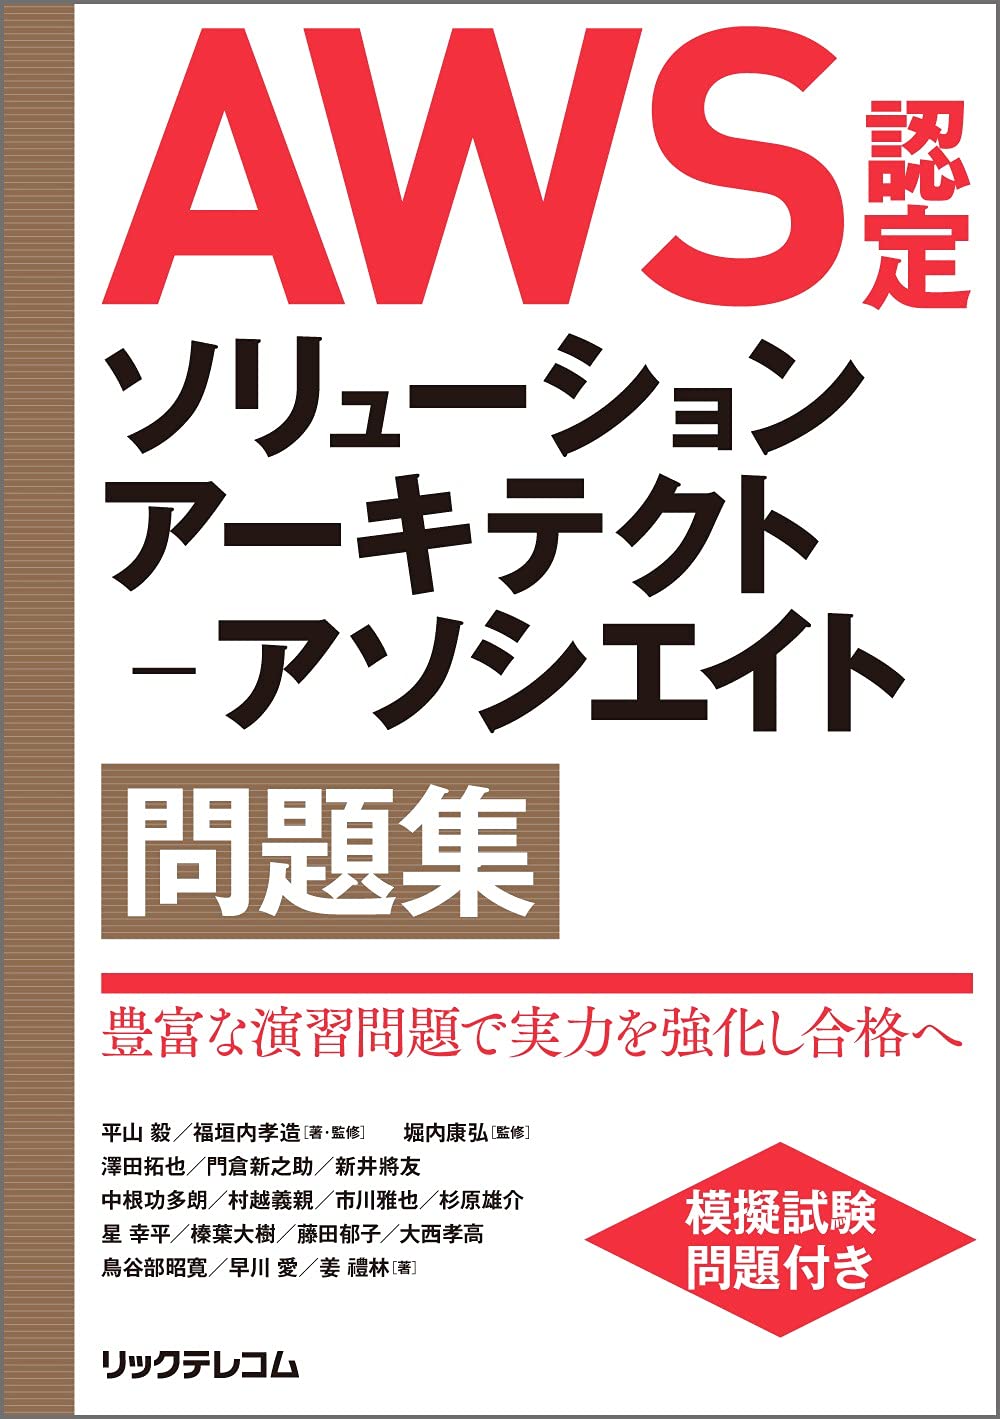 AWS認定
ソリューション
アーキテクト
－アソシエイト
問題集
豊富な演習問題で実力を強化し合格へ
平山 毅／福垣内孝造［著・監修］　堀内康弘［監修］
澤田拓也／門倉新之助／新井將友
中根功多朗／村越義親／市川雅也／杉原雄介
星 幸平／榛葉大樹／藤田郁子／大西孝高
鳥谷部昭寛／早川 愛／姜 禮林［著］
模擬試験
問題付き
リックテレコム